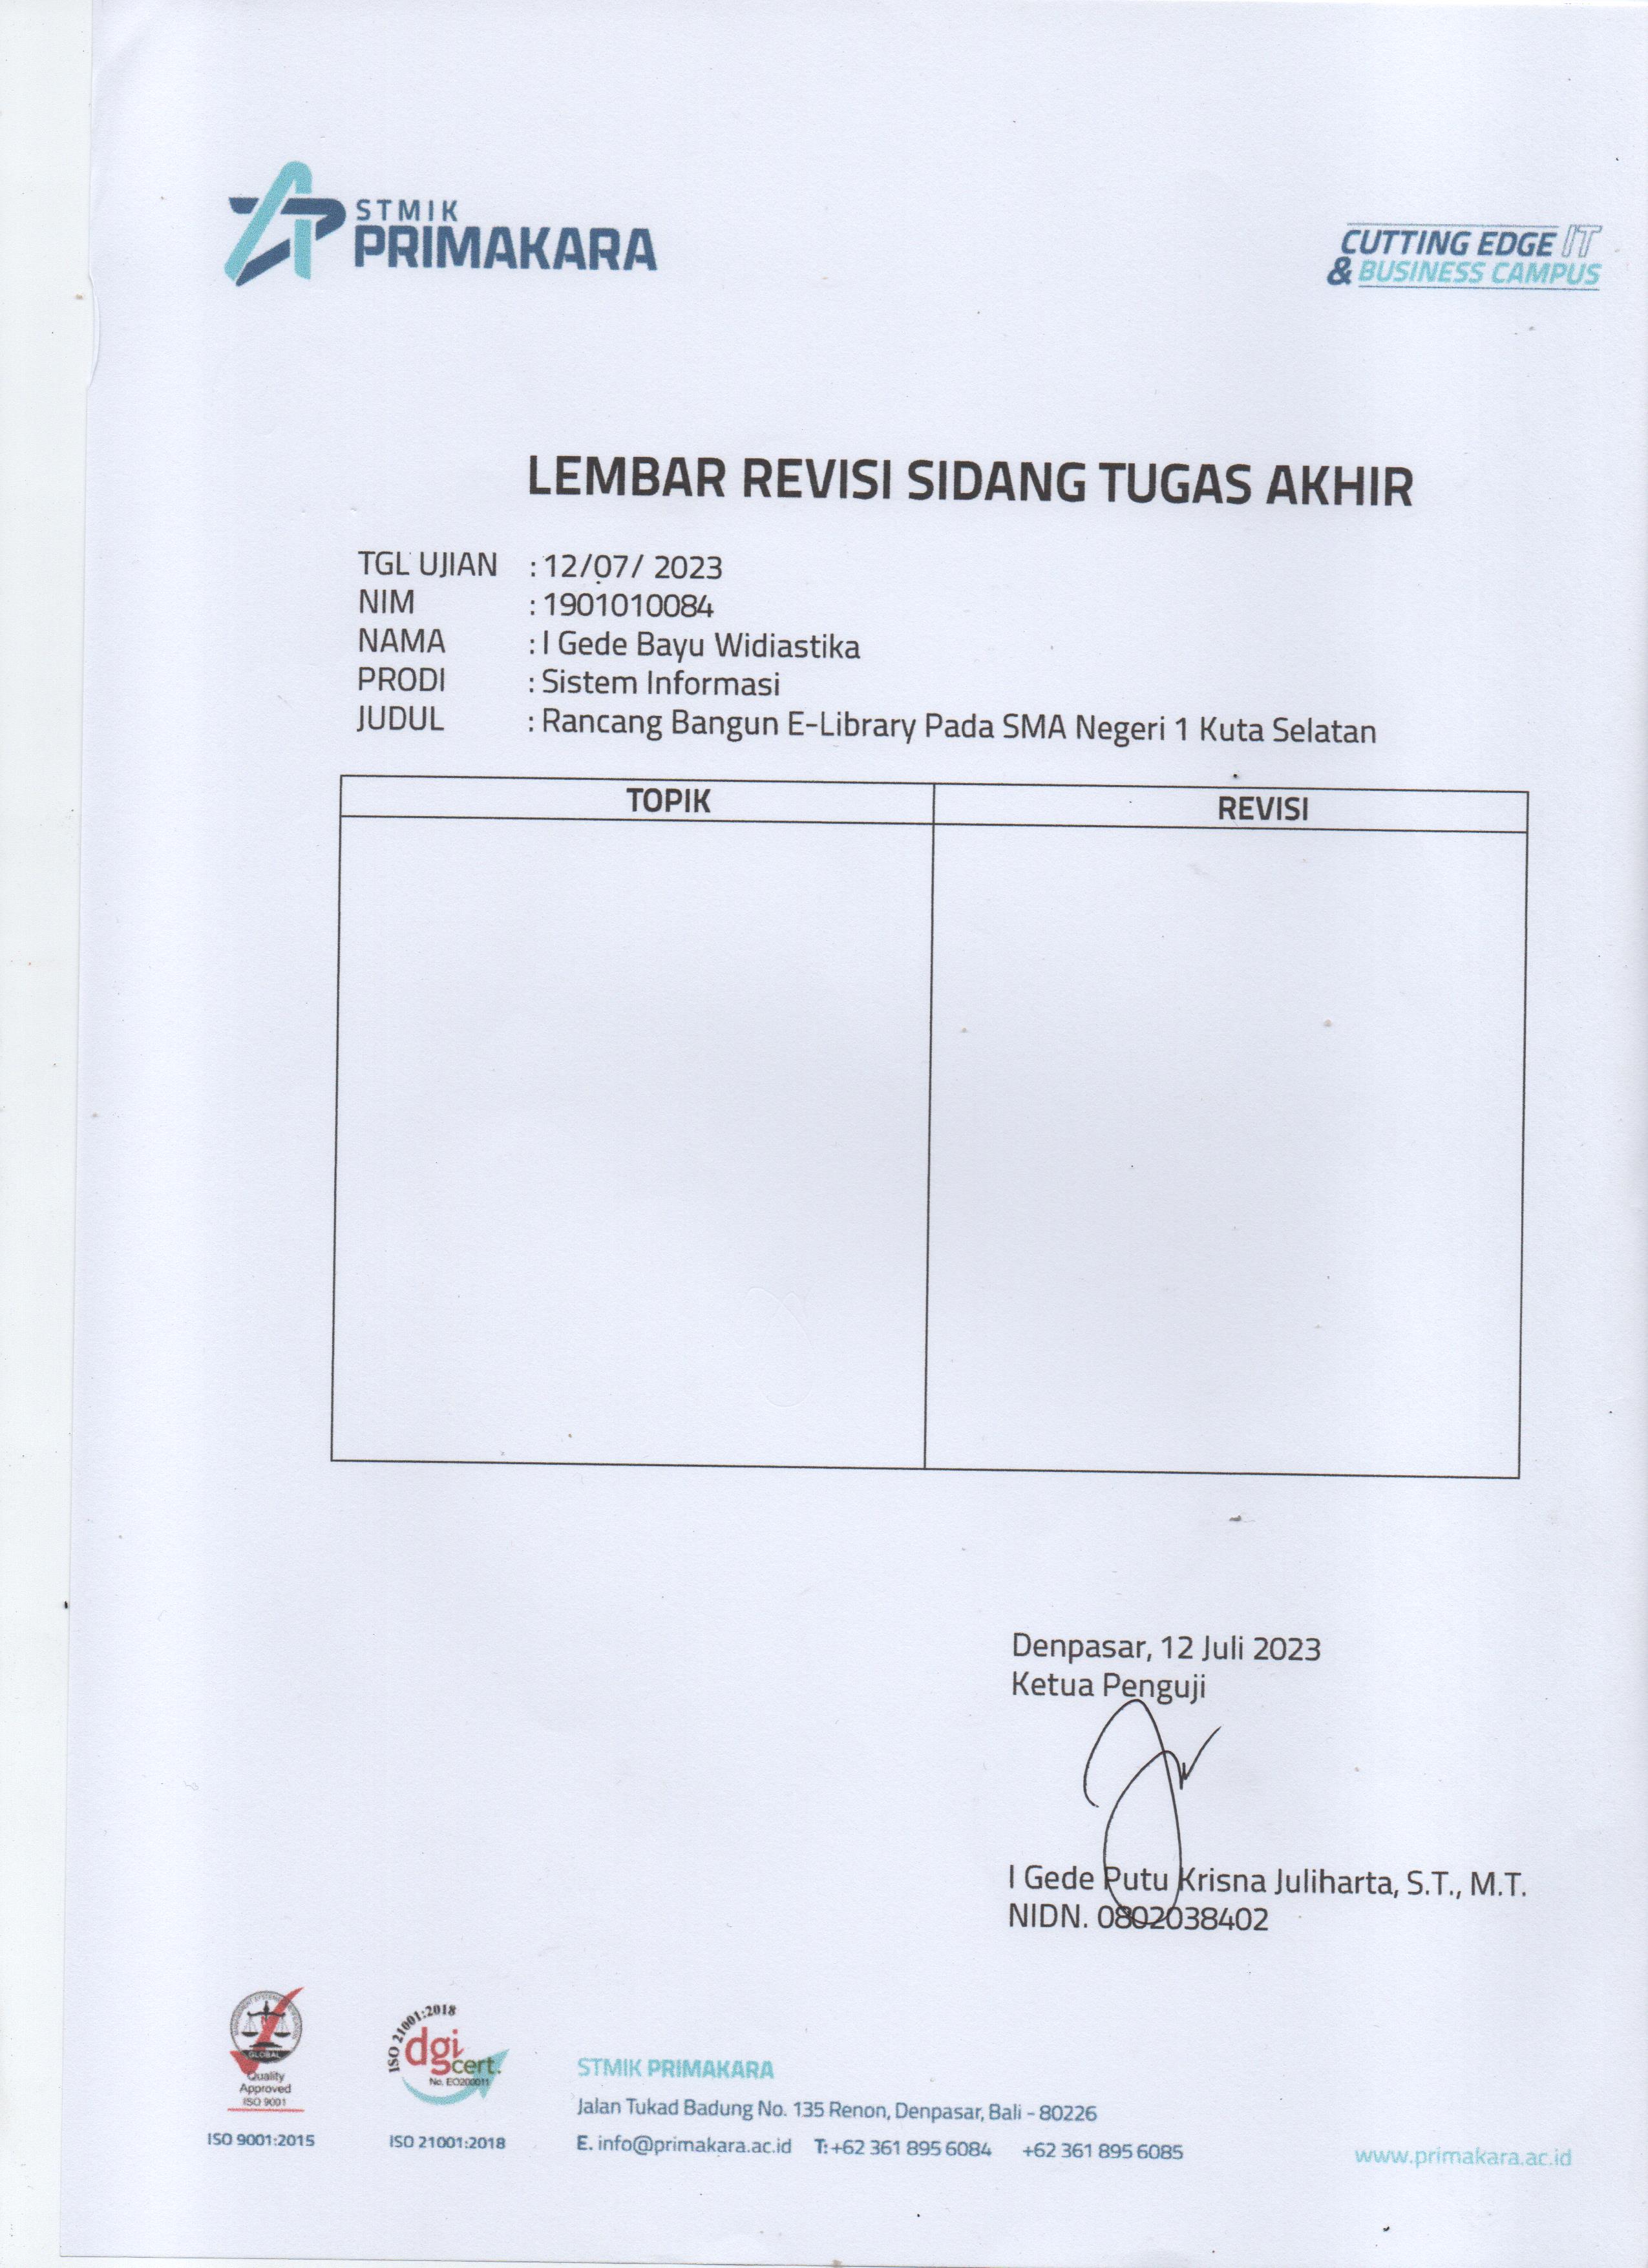 STMIK
PRIMAKARA
CUTTING EDGE IT
& BUSINESS CAMPUS
LEMBAR REVISI SIDANG TUGAS AKHIR
TGL UJIAN : 12/07/ 2023
NIM : 1901010084
NAMA : I Gede Bayu Widiastika
PRODI : Sistem Informasi
JUDUL : Rancang Bangun E-Library Pada SMA Negeri 1 Kuta Selatan
TOPIK REVISI
Denpasar, 12 Juli 2023
Ketua Penguji
I Gede Putu Krisna Juliharta, S.T., M.T.
NIDN. 0802038402
GLOBAL
Quality
Approved
ISO 9001
ISO 9001:2015
ISO 21001:2018
dgi
cert.
No. EO200011
ISO 21001:2018
STMIK PRIMAKARA
Jalan Tukad Badung No. 135 Renon, Denpasar, Bali - 80226
E. info@primakara.ac.id T: +62 361 895 6084 +62 361 895 6085
www.primakara.ac.id